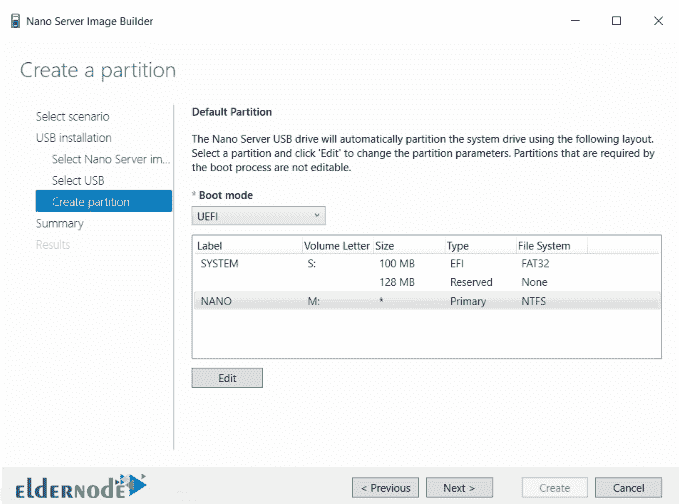 Nano Server Image Builder
Create a partition
Select scenario
USB installation
Select Nano Server im...
Select USB
Create partition
Summary
Results
Default Partition
The Nano Server USB drive will automatically partition the system drive using the following layout.
Select a partition and click 'Edit' to change the partition parameters. Partitions that are required by
the boot process are not editable.
* Boot mode
UEFI
Label Volume Letter Size Type File System
SYSTEM S: 100 MB EFI FAT32
128 MB Reserved None
NANO M: * Primary NTFS
Edit
ELDERNODE
< Previous Next > Create Cancel